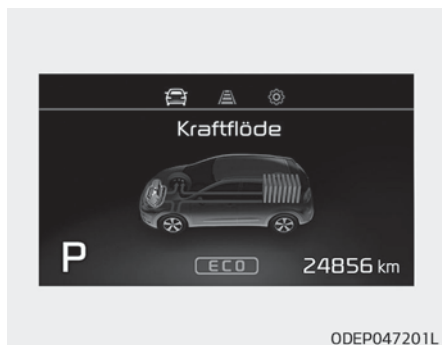 Kraftflöde
P
ECO
24856 km
ODEP047201L